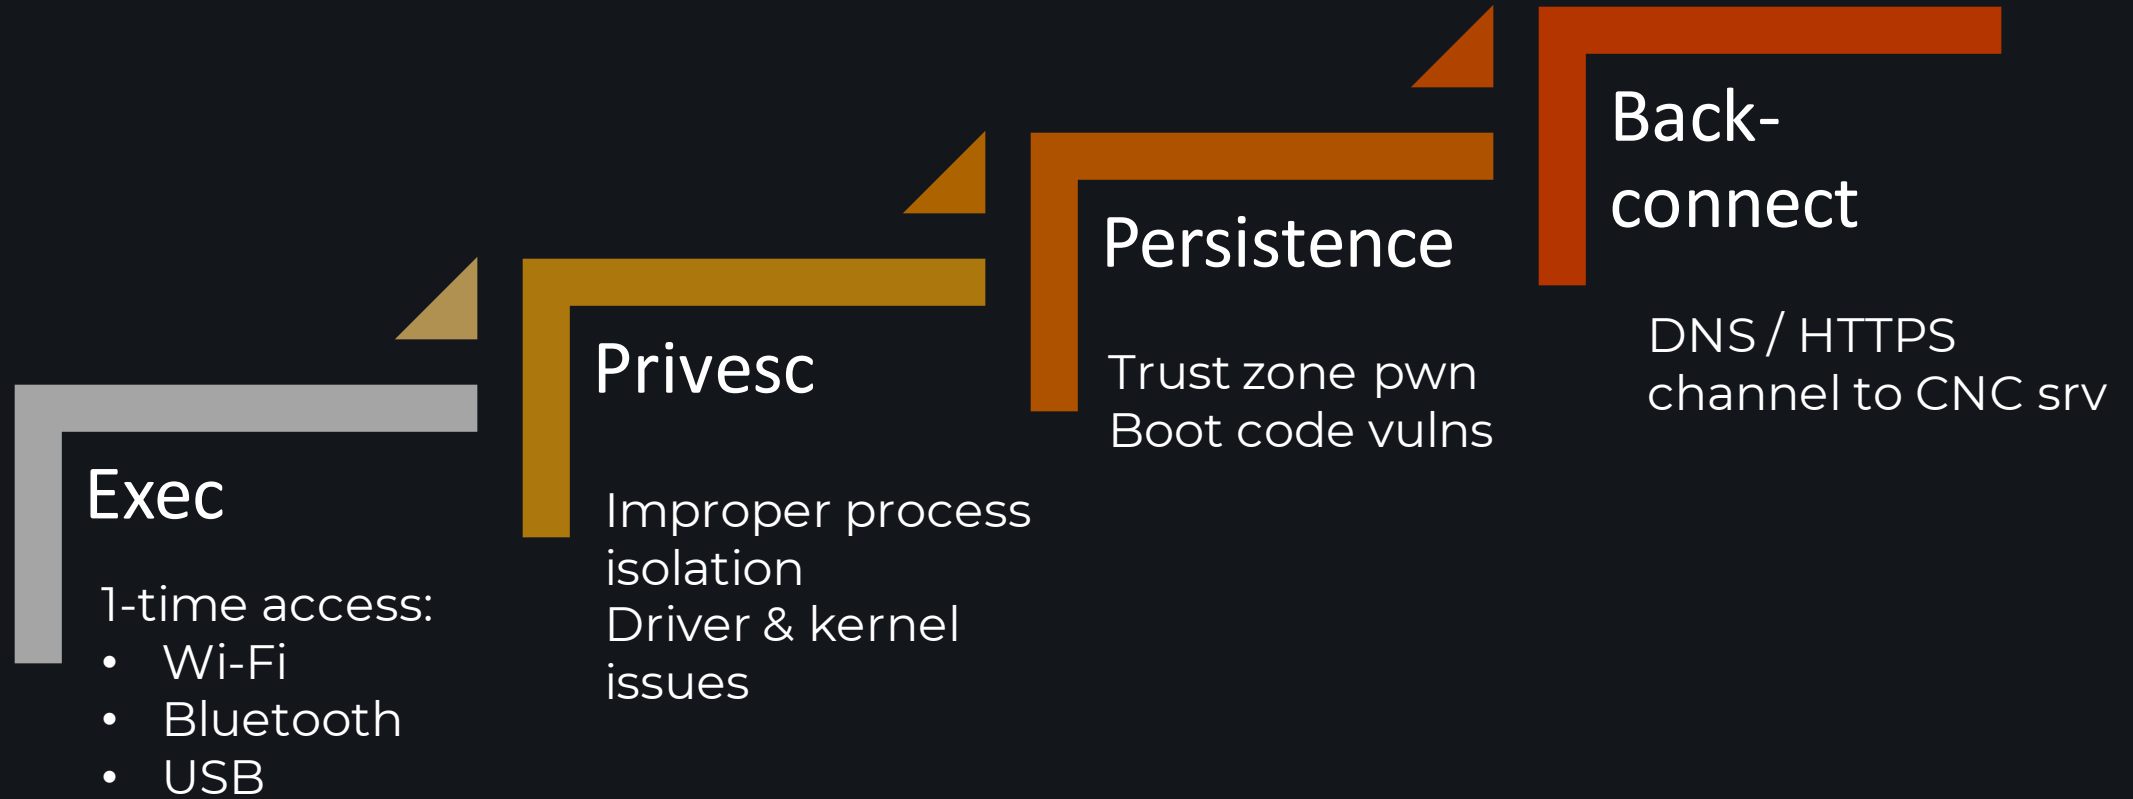 Exec
1-time access:
• Wi-Fi
• Bluetooth
• USB
Privesc
Improper process
isolation
Driver & kernel
issues
Persistence
Trust zone pwn
Boot code vulns
Back-
connect
DNS / HTTPS
channel to CNC srv